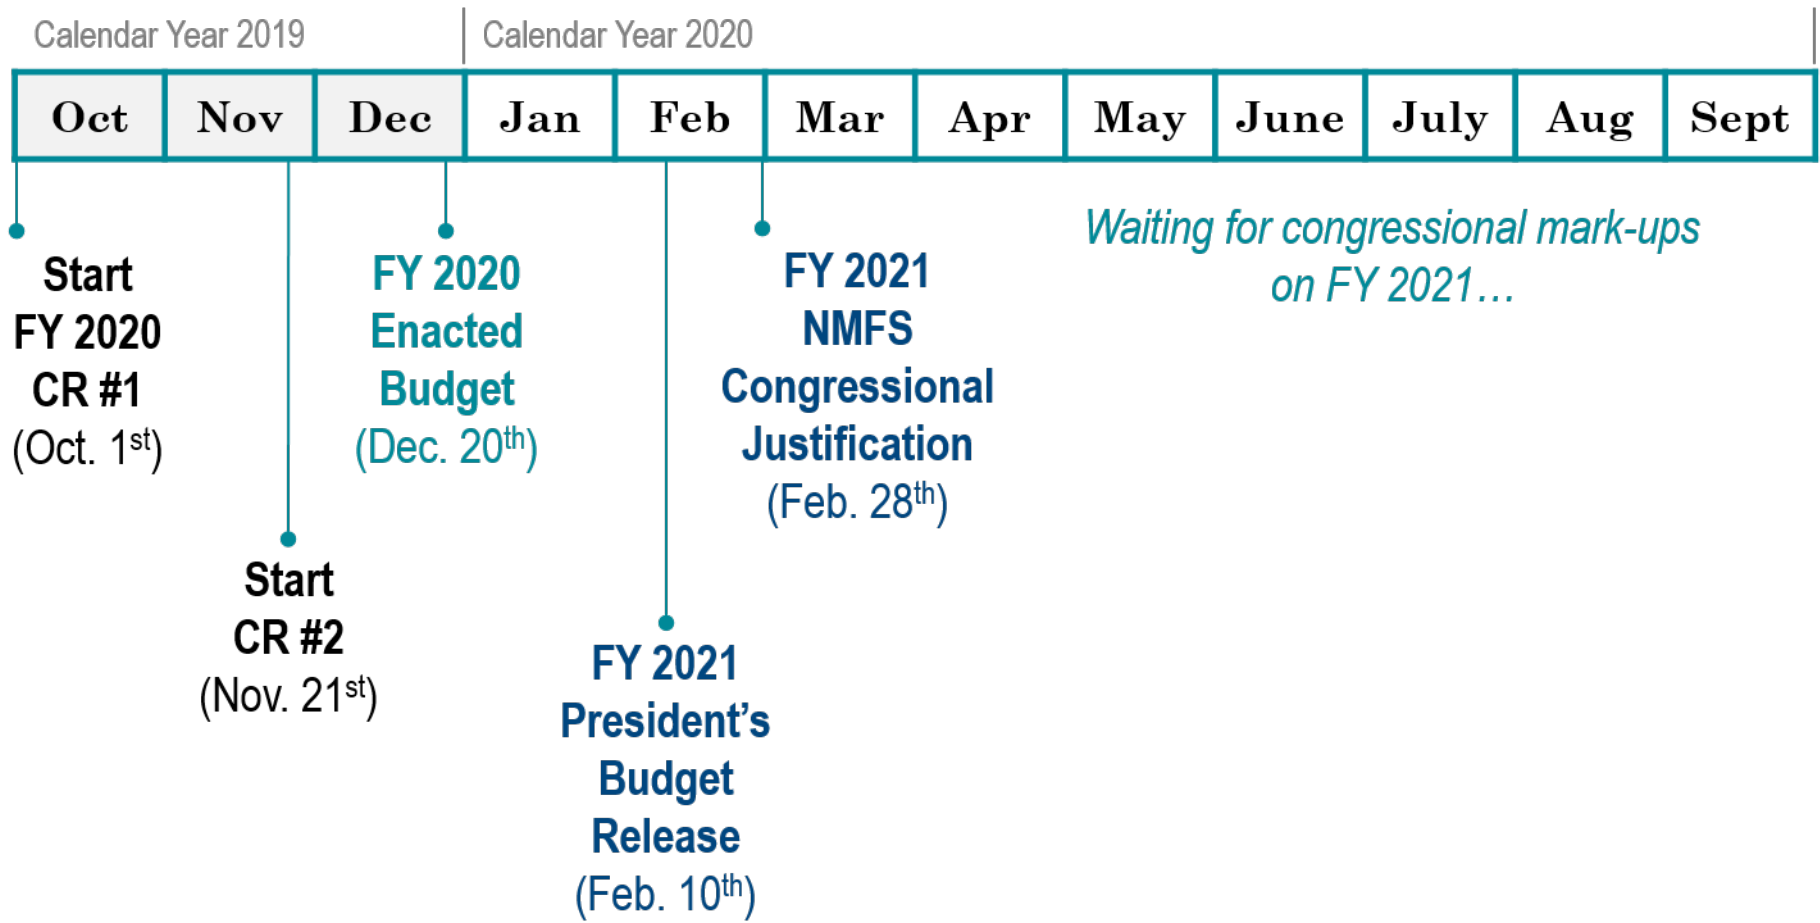 Calendar Year 2019
Calendar Year 2020
Oct
Nov
Dec
Jan
Feb
Mar
Apr
May
June
July
Aug
Sept
Start
FY 2020
CR #1
(Oct. 1st)
Start
CR #2
(Nov. 21st)
FY 2020
Enacted
Budget
(Dec. 20th)
FY 2021
President’s
Budget
Release
(Feb. 10th)
FY 2021
NMFS
Congressional
Justification
(Feb. 28th)
Waiting for congressional mark-ups
on FY 2021…